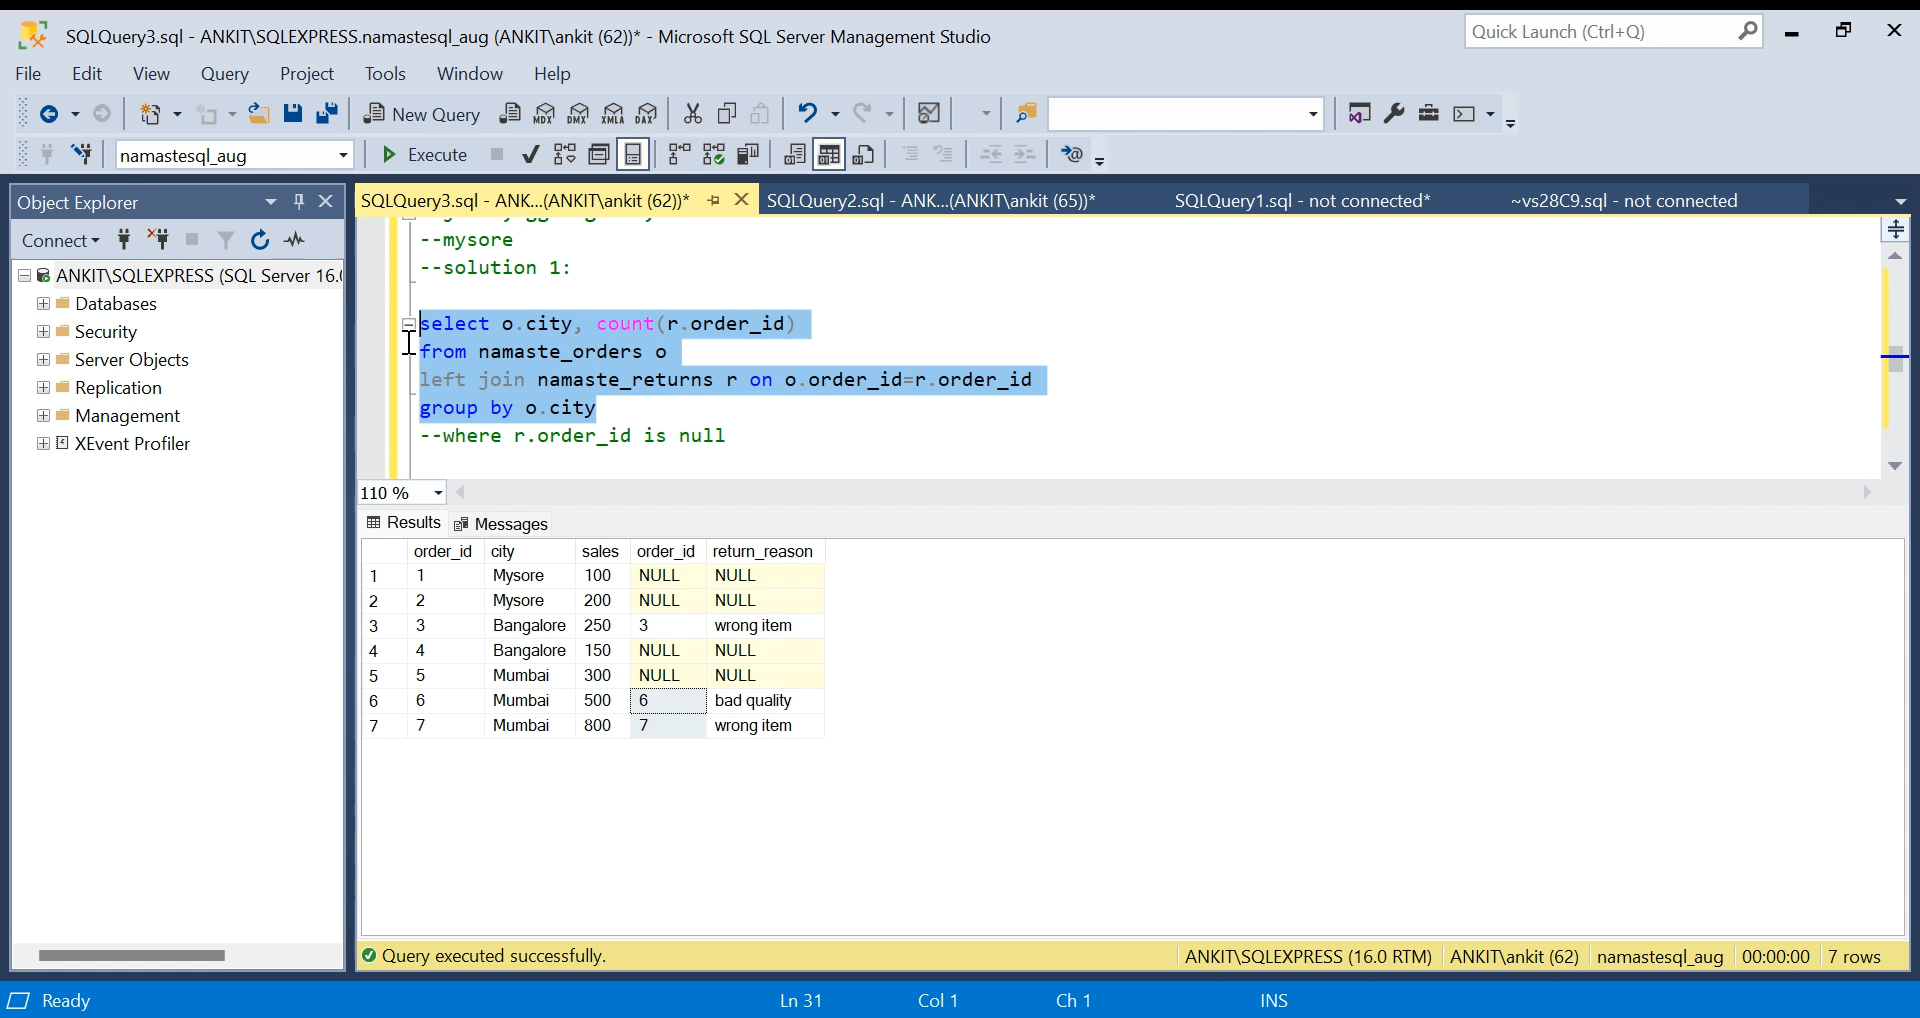 SQLQuery3.sql - ANKIT\SQLEXPRESS.namastesql_aug (ANKIT\ankit (62))* - Microsoft SQL Server Management Studio
Quick Launch (Ctrl+Q)
File Edit View Query Project Tools Window Help
New Query
MDX DMX XMLA DAX
namastesql_aug
Execute
Object Explorer
SQLQuery3.sql - ANK...(ANKIT\ankit (62))*
SQLQuery2.sql - ANK...(ANKIT\ankit (65))*
SQLQuery1.sql - not connected*
~vs28C9.sql - not connected
Connect
ANKIT\SQLEXPRESS (SQL Server 16.0
Databases
Security
Server Objects
Replication
Management
XEvent Profiler
--mysore
--solution 1:
select o.city, count(r.order_id)
from namaste_orders o
left join namaste_returns r on o.order_id=r.order_id
group by o.city
--where r.order_id is null
110 %
Results Messages
order_id city sales order_id return_reason
1 1 Mysore 100 NULL NULL
2 2 Mysore 200 NULL NULL
3 3 Bangalore 250 3 wrong item
4 4 Bangalore 150 NULL NULL
5 5 Mumbai 300 NULL NULL
6 6 Mumbai 500 6 bad quality
7 7 Mumbai 800 7 wrong item
Query executed successfully.
ANKIT\SQLEXPRESS (16.0 RTM) ANKIT\ankit (62) namastesql_aug 00:00:00 7 rows
Ready
Ln 31 Col 1 Ch 1 INS